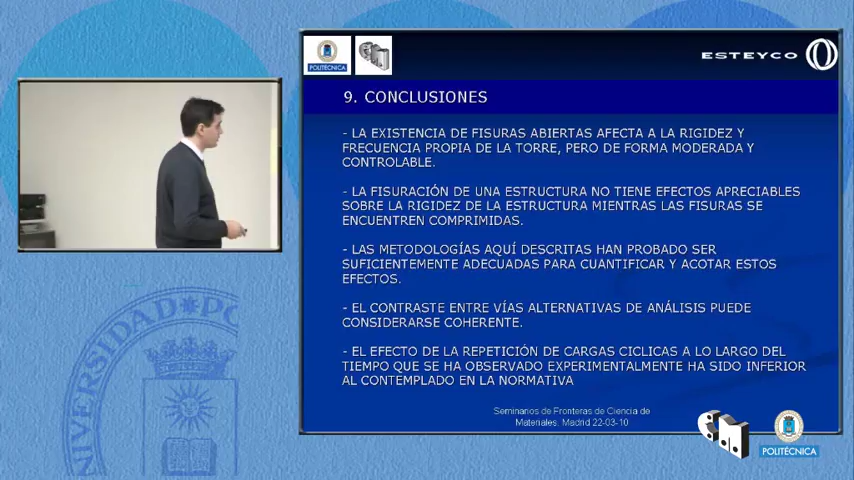 POLITÉCNICA
ESTEYCO
9. CONCLUSIONES
- LA EXISTENCIA DE FISURAS ABIERTAS AFECTA A LA RIGIDEZ Y
FRECUENCIA PROPIA DE LA TORRE, PERO DE FORMA MODERADA Y
CONTROLABLE.
- LA FISURACIÓN DE UNA ESTRUCTURA NO TIENE EFECTOS APRECIABLES
SOBRE LA RIGIDEZ DE LA ESTRUCTURA MIENTRAS LAS FISURAS SE
ENCUENTREN COMPRIMIDAS.
- LAS METODOLOGÍAS AQUÍ DESCRITAS HAN PROBADO SER
SUFICIENTEMENTE ADECUADAS PARA CUANTIFICAR Y ACOTAR ESTOS
EFECTOS.
- EL CONTRASTE ENTRE VÍAS ALTERNATIVAS DE ANÁLISIS PUEDE
CONSIDERARSE COHERENTE.
- EL EFECTO DE LA REPETICIÓN DE CARGAS CICLICAS A LO LARGO DEL
TIEMPO QUE SE HA OBSERVADO EXPERIMENTALMENTE HA SIDO INFERIOR
AL CONTEMPLADO EN LA NORMATIVA
Seminarios de Fronteras de Ciencia de
Materiales. Madrid 22-03-10
POLITÉCNICA